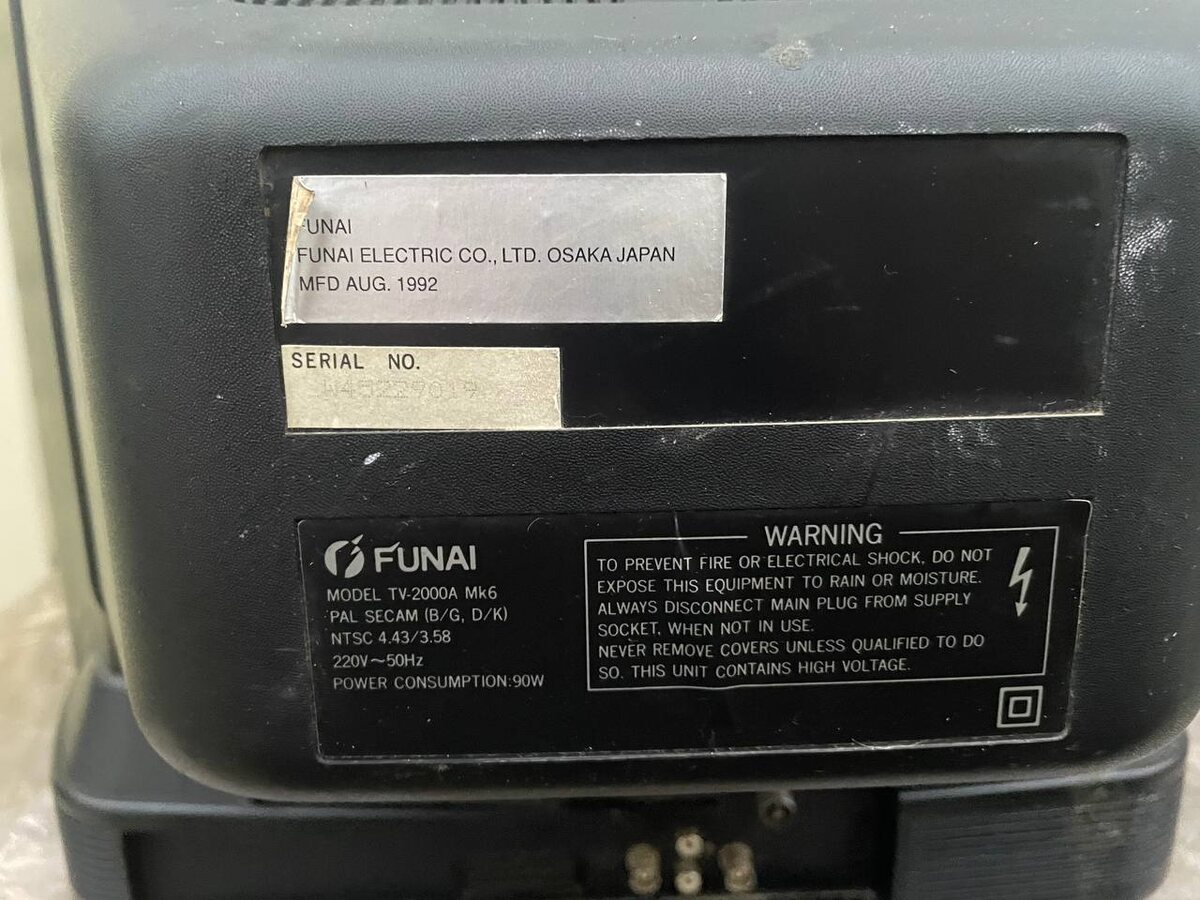 FUNAI
FUNAI ELECTRIC CO., LTD. OSAKA JAPAN
MFD AUG. 1992
SERIAL NO.
FUNAI
MODEL TV-2000A Mk6
PAL SECAM (B/G, D/K)
NTSC 4.43/3.58
220V~50Hz
POWER CONSUMPTION:90W
WARNING
TO PREVENT FIRE OR ELECTRICAL SHOCK, DO NOT
EXPOSE THIS EQUIPMENT TO RAIN OR MOISTURE.
ALWAYS DISCONNECT MAIN PLUG FROM SUPPLY
SOCKET, WHEN NOT IN USE.
NEVER REMOVE COVERS UNLESS QUALIFIED TO DO
SO. THIS UNIT CONTAINS HIGH VOLTAGE.